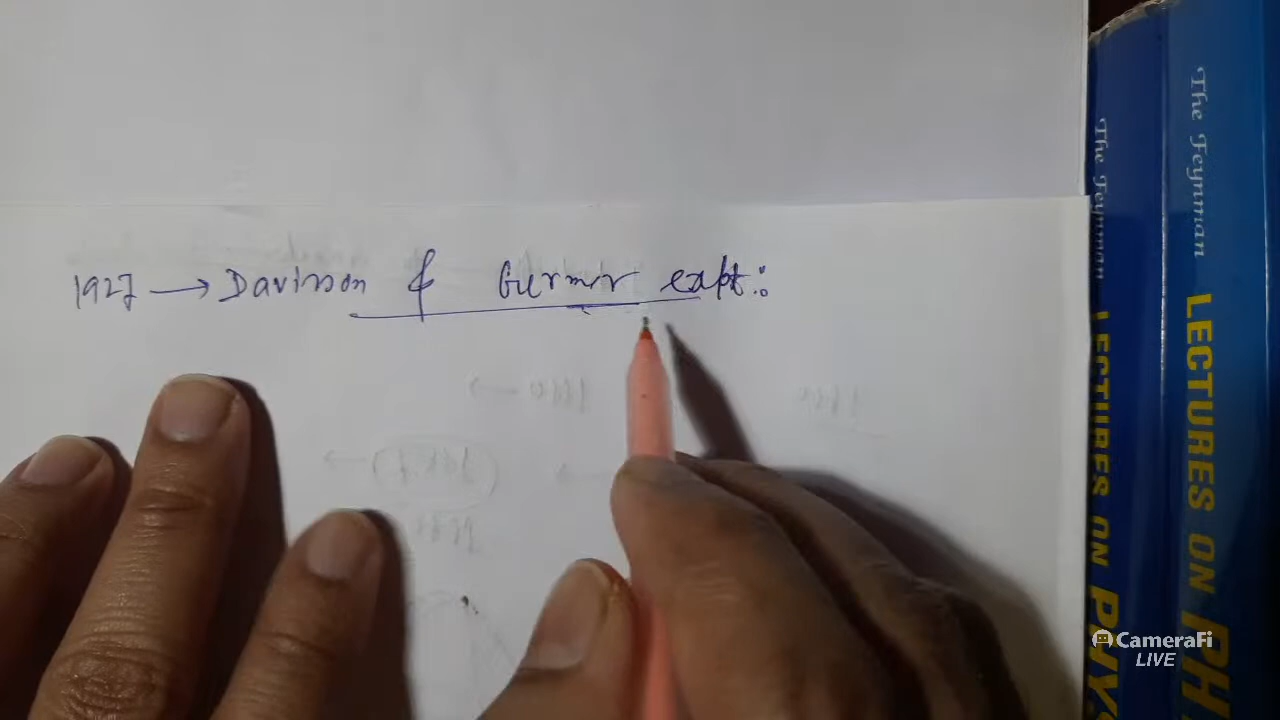 1927 → Davisson & Germer expt:
The Feynman LECTURES ON PHYS
The Feynman LECTURES ON PH
CameraFi
LIVE